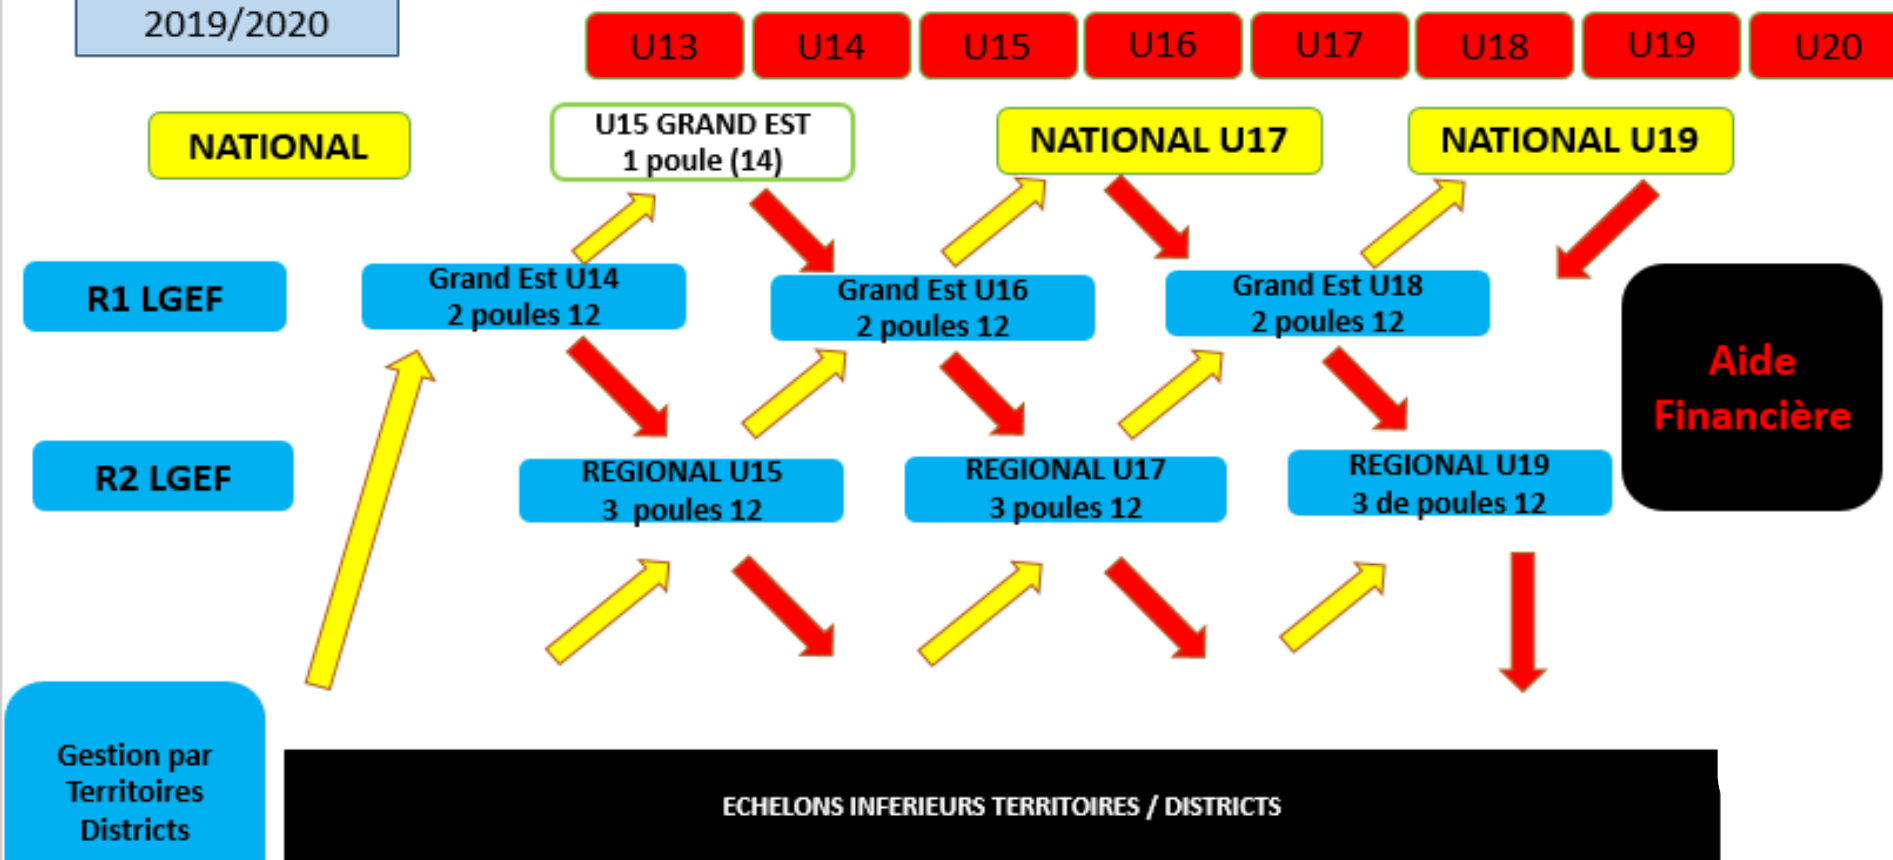 2019/2020
U13 U14 U15 U16 U17 U18 U19 U20
NATIONAL
U15 GRAND EST
1 poule (14)
NATIONAL U17
NATIONAL U19
R1 LGEF
Grand Est U14
2 poules 12
Grand Est U16
2 poules 12
Grand Est U18
2 poules 12
Aide
Financière
R2 LGEF
REGIONAL U15
3 poules 12
REGIONAL U17
3 poules 12
REGIONAL U19
3 de poules 12
Gestion par
Territoires
Districts
ECHELONS INFERIEURS TERRITOIRES / DISTRICTS